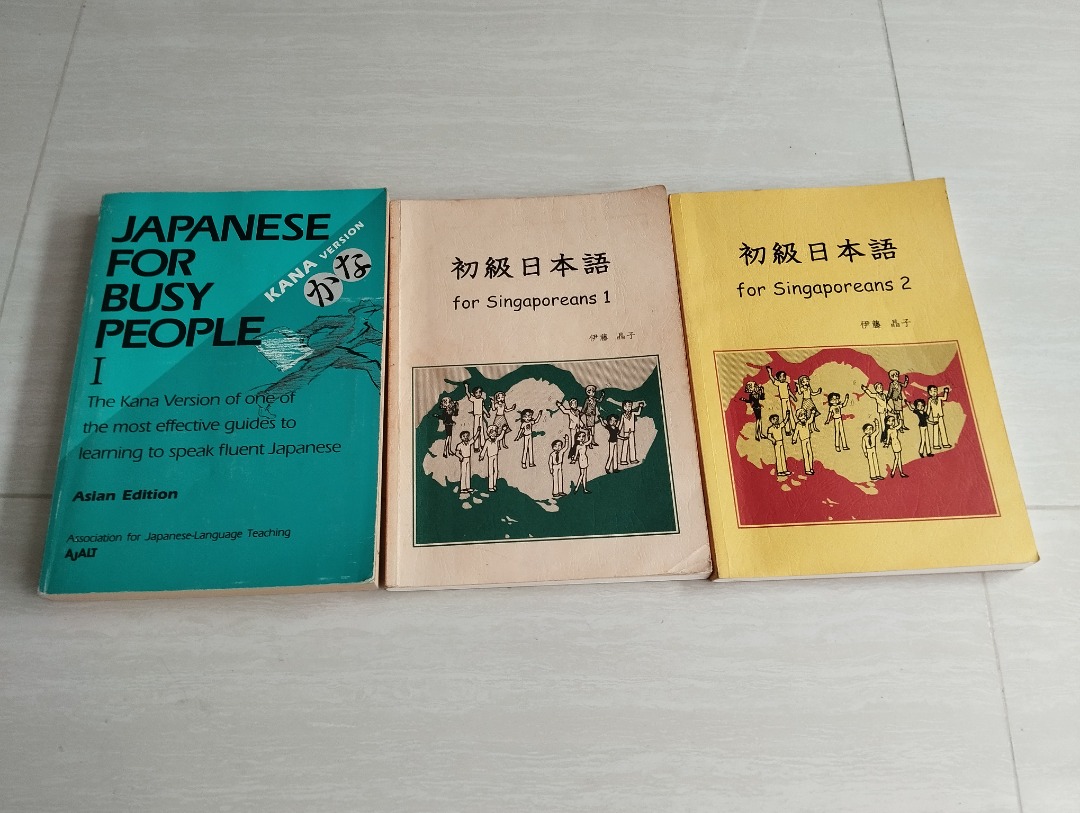 JAPANESE
FOR
BUSY
PEOPLE
I
KANA VERSION
かな
The Kana Version of one of
the most effective guides to
learning to speak fluent Japanese
Asian Edition
Association for Japanese-Language Teaching
AJALT
初級日本語
for Singaporeans 1
伊藤 晶子
初級日本語
for Singaporeans 2
伊藤 晶子